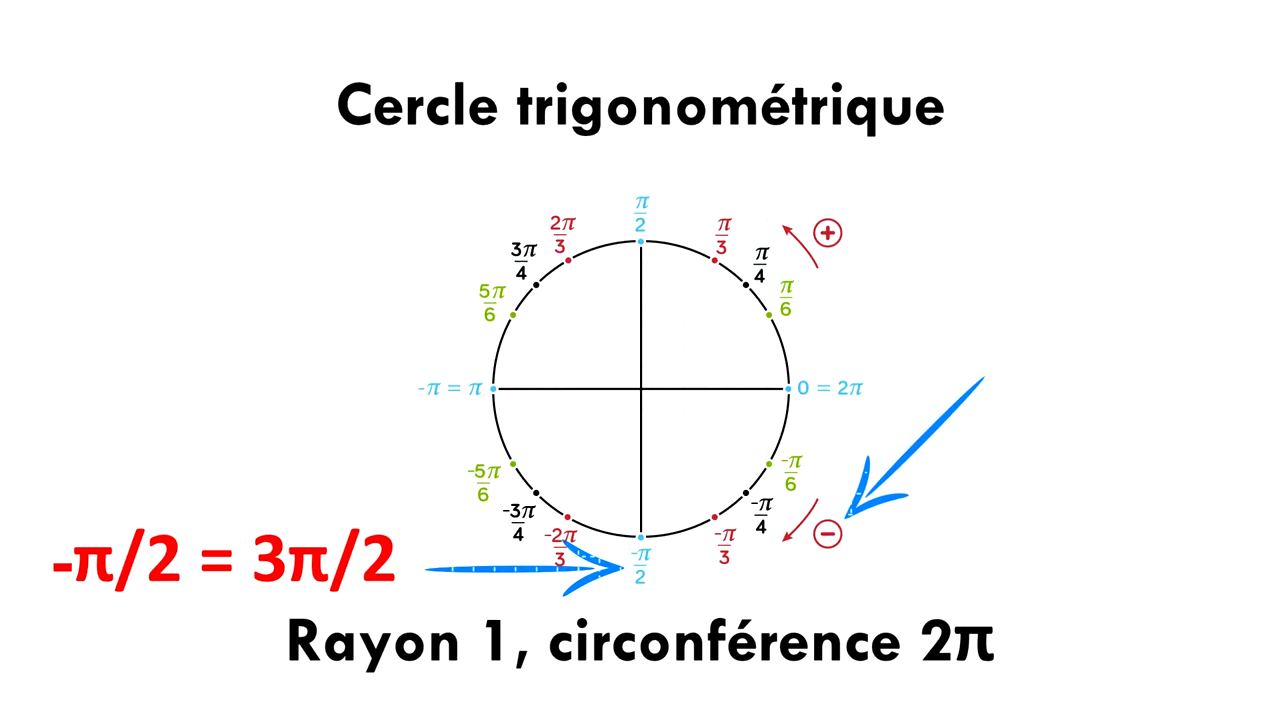 Cercle trigonométrique
π/2
2π/3
π/3
+
3π/4
π/4
5π/6
π/6
-π = π
0 = 2π
-5π/6
-π/6
-3π/4
-π/4
-2π/3
-π/3
−
-π/2 = 3π/2
-π/2
Rayon 1, circonférence 2π